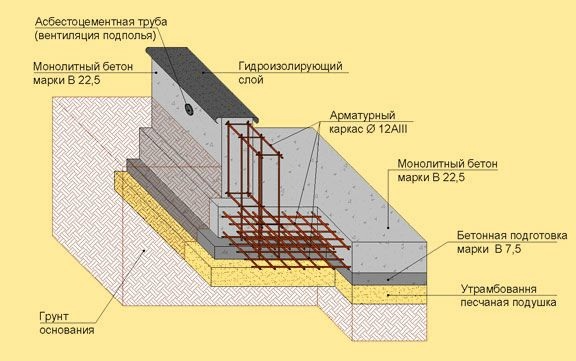 Асбестоцементная труба
(вентиляция подполья)
Монолитный бетон
марки В 22,5
Гидроизолирующий
слой
Арматурный
каркас Ø 12АIII
Монолитный бетон
марки В 22,5
Бетонная подготовка
марки В 7,5
Утрамбования
песчаная подушка
Грунт
основания